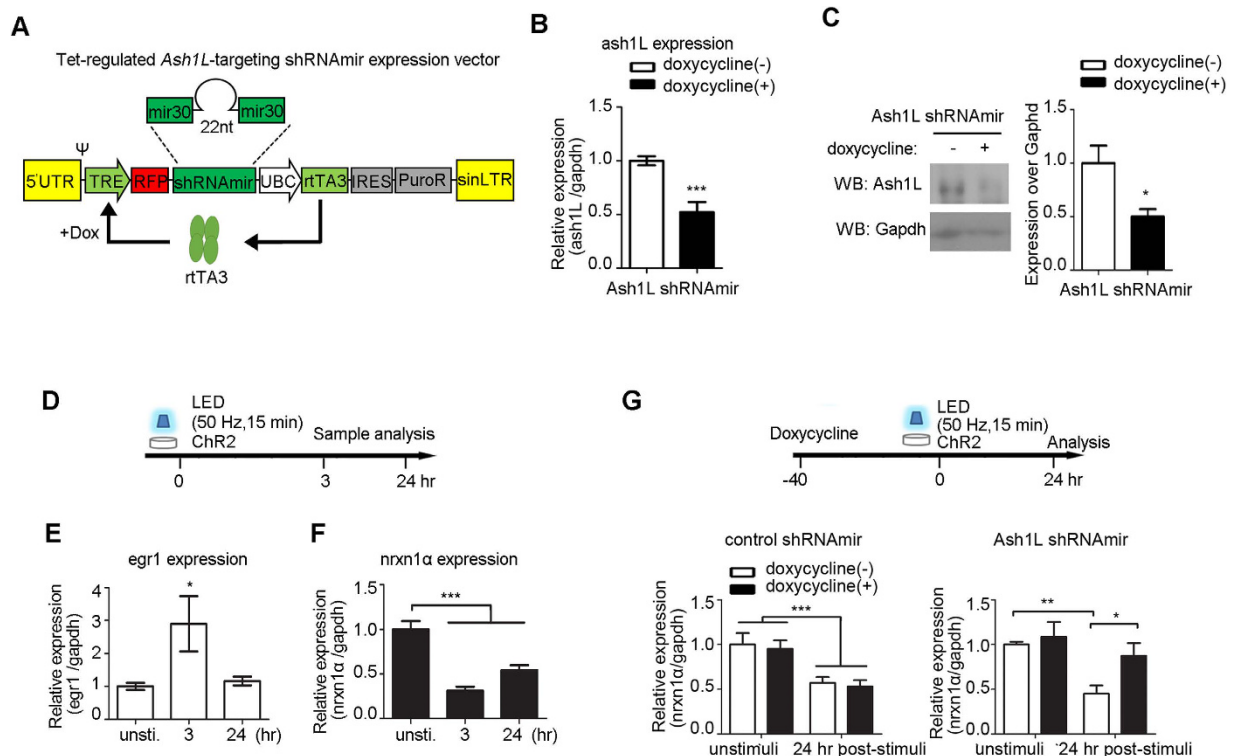 A
Tet-regulated Ash1L-targeting shRNAmir expression vector
mir30 mir30
22nt
Ψ
5'UTR TRE RFP shRNAmir UBC rtTA3 IRES PuroR sinLTR
+Dox
rtTA3
B
ash1L expression
doxycycline(-)
doxycycline(+)
Relative expression
(ash1L /gapdh)
1.5
1.0
0.5
0.0
***
Ash1L shRNAmir
C
Ash1L shRNAmir
doxycycline: - +
WB: Ash1L
WB: Gapdh
doxycycline(-)
doxycycline(+)
Expression over Gaphd
1.5
1.0
0.5
0.0
*
Ash1L shRNAmir
D
LED
(50 Hz,15 min)
ChR2
Sample analysis
0 3 24 hr
E
egr1 expression
Relative expression
(egr1 /gapdh)
4
3
2
1
0
*
unsti. 3 24 (hr)
F
nrxn1α expression
Relative expression
(nrxn1α /gapdh)
1.5
1.0
0.5
0.0
***
unsti. 3 24 (hr)
G
LED
(50 Hz,15 min)
ChR2
Doxycycline
Analysis
-40 0 24 hr
control shRNAmir
doxycycline(-)
doxycycline(+)
Relative expression
(nrxn1α/gapdh)
1.5
1.0
0.5
0.0
***
unstimuli 24 hr post-stimuli
Ash1L shRNAmir
Relative expression
(nrxn1α/gapdh)
1.5
1.0
0.5
0.0
**
*
unstimuli 24 hr post-stimuli